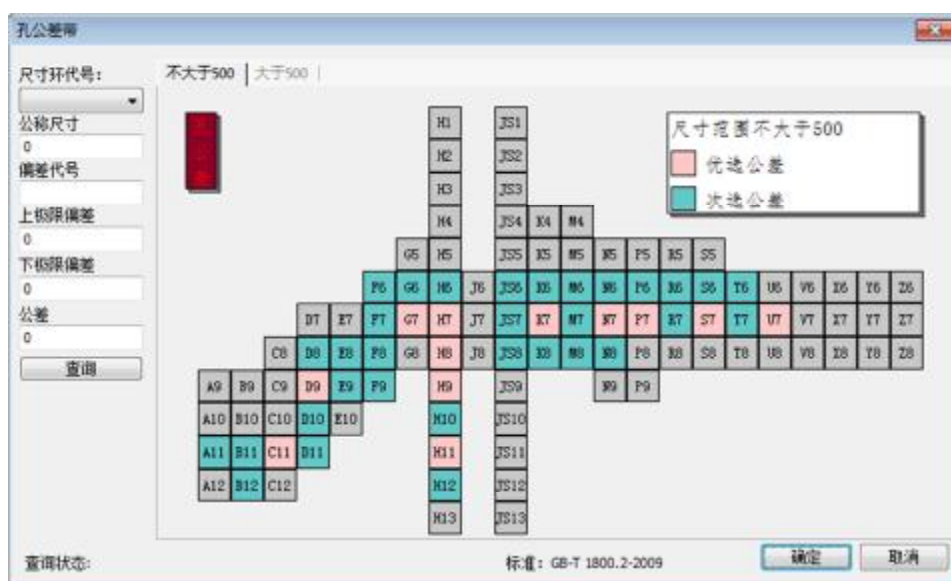 孔公差带
尺寸环代号:
公称尺寸
0
偏差代号
上极限偏差
0
下极限偏差
0
公差
0
查询
不大于500 大于500
尺寸范围不大于500
优选公差
次选公差
H1 JS1
H2 JS2
H3 JS3
H4 JS4 K4 M4
G5 H5 JS5 K5 M5 N5 P5 R5 S5
F6 G6 H6 J6 JS6 K6 M6 N6 P6 R6 S6 T6 U6 V6 X6 Y6 Z6
D7 E7 F7 G7 H7 J7 JS7 K7 M7 N7 P7 R7 S7 T7 U7 V7 X7 Y7 Z7
C8 D8 E8 F8 G8 H8 J8 JS8 K8 M8 N8 P8 R8 S8 T8 U8 V8 X8 Y8 Z8
A9 B9 C9 D9 E9 F9 H9 JS9 N9 P9
A10 B10 C10 D10 E10 H10 JS10
A11 B11 C11 D11 H11 JS11
A12 B12 C12 H12 JS12
H13 JS13
查询状态:
标准: GB-T 1800.2-2009
确定
取消